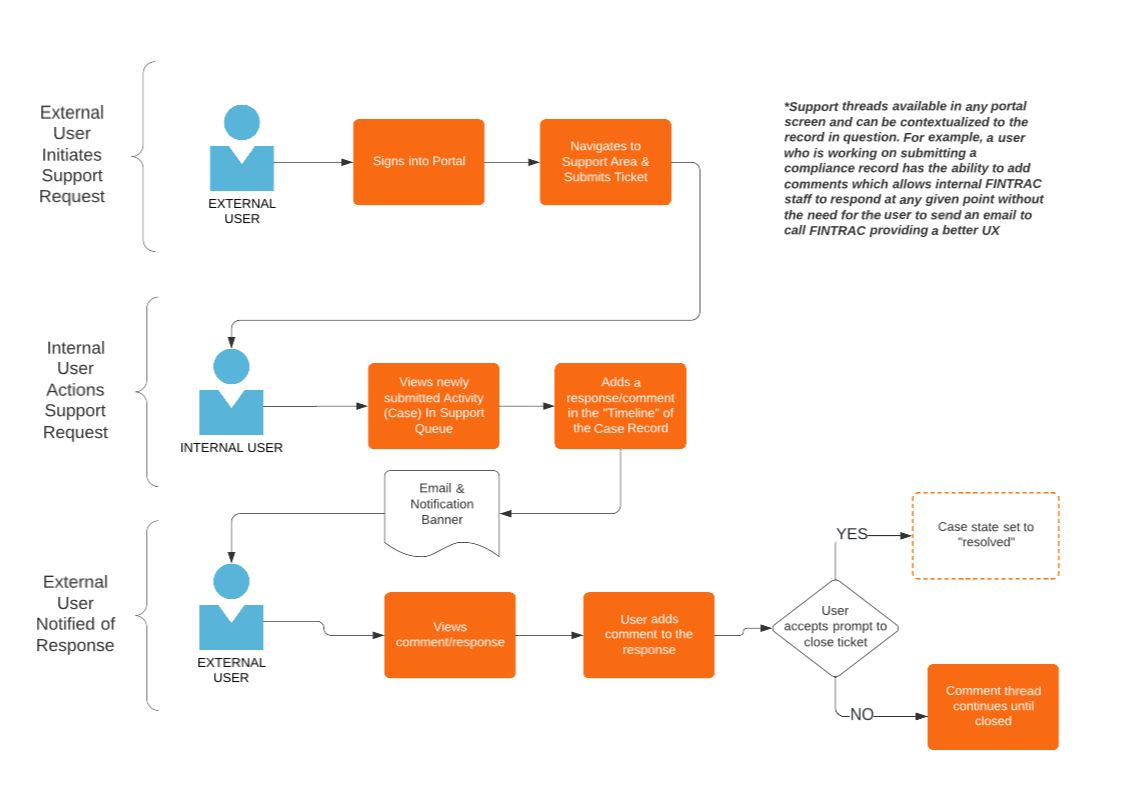 External
User
Initiates
Support
Request
EXTERNAL
USER
Signs into Portal
Navigates to
Support Area &
Submits Ticket
*Support threads available in any portal
screen and can be contextualized to the
record in question. For example, a user
who is working on submitting a
compliance record has the ability to add
comments which allows internal FINTRAC
staff to respond at any given point without
the need for the user to send an email to
call FINTRAC providing a better UX
Internal
User
Actions
Support
Request
INTERNAL USER
Views newly
submitted Activity
(Case) In Support
Queue
Adds a
response/comment
in the "Timeline" of
the Case Record
Email &
Notification
Banner
External
User
Notified of
Response
EXTERNAL
USER
Views
comment/response
User adds
comment to the
response
User
accepts prompt to
close ticket
YES
Case state set to
"resolved"
NO
Comment thread
continues until
closed